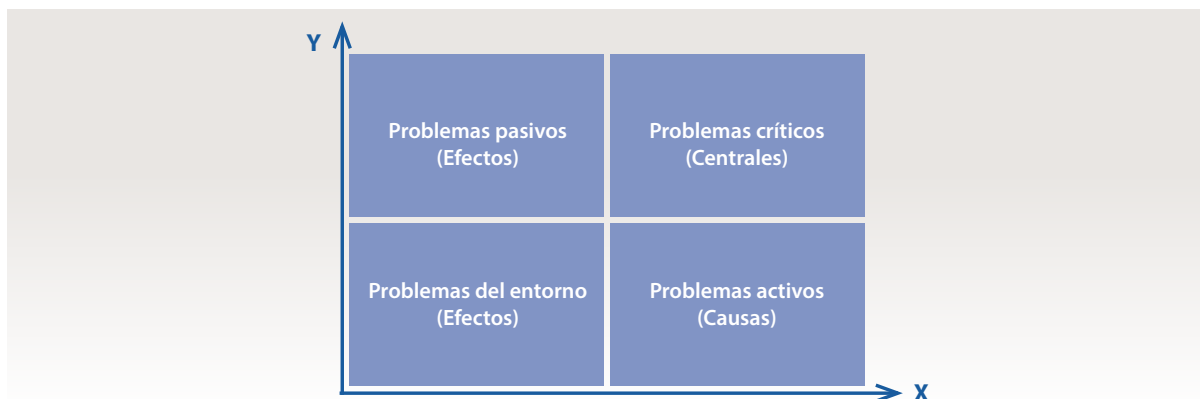 Y
Problemas pasivos
(Efectos)
Problemas críticos
(Centrales)
Problemas del entorno
(Efectos)
Problemas activos
(Causas)
X